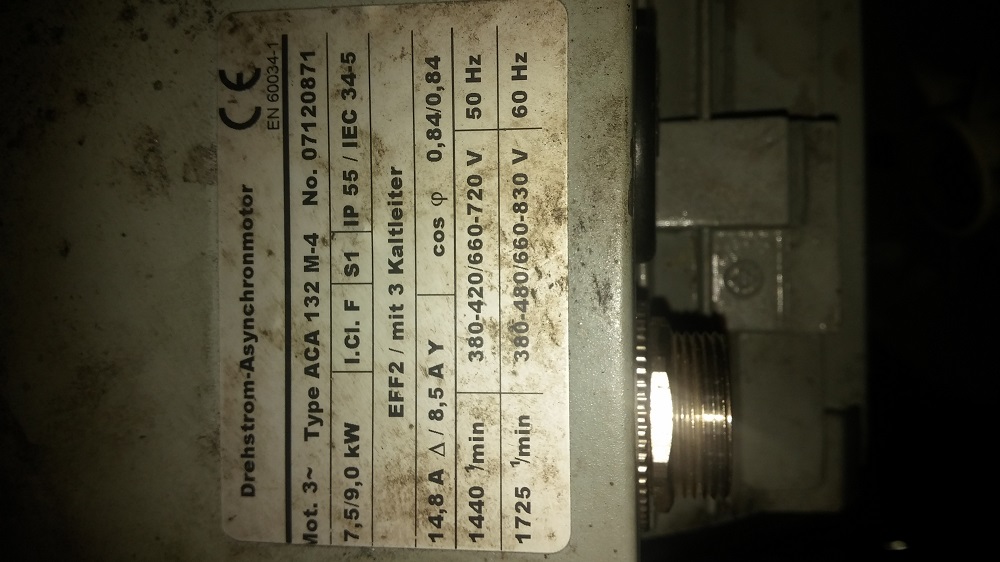 Drehstrom-Asynchronmotor CE
EN 60034-1
Mot. 3~ Type ACA 132 M-4 No. 07120871
7,5/9,0 kW I.Cl. F S1 IP 55 / IEC 34-5
EFF2 / mit 3 Kaltleiter
14,8 A Δ / 8,5 A Y cos φ 0,84/0,84
1440 ¹/min 380-420/660-720 V 50 Hz
1725 ¹/min 380-480/660-830 V 60 Hz